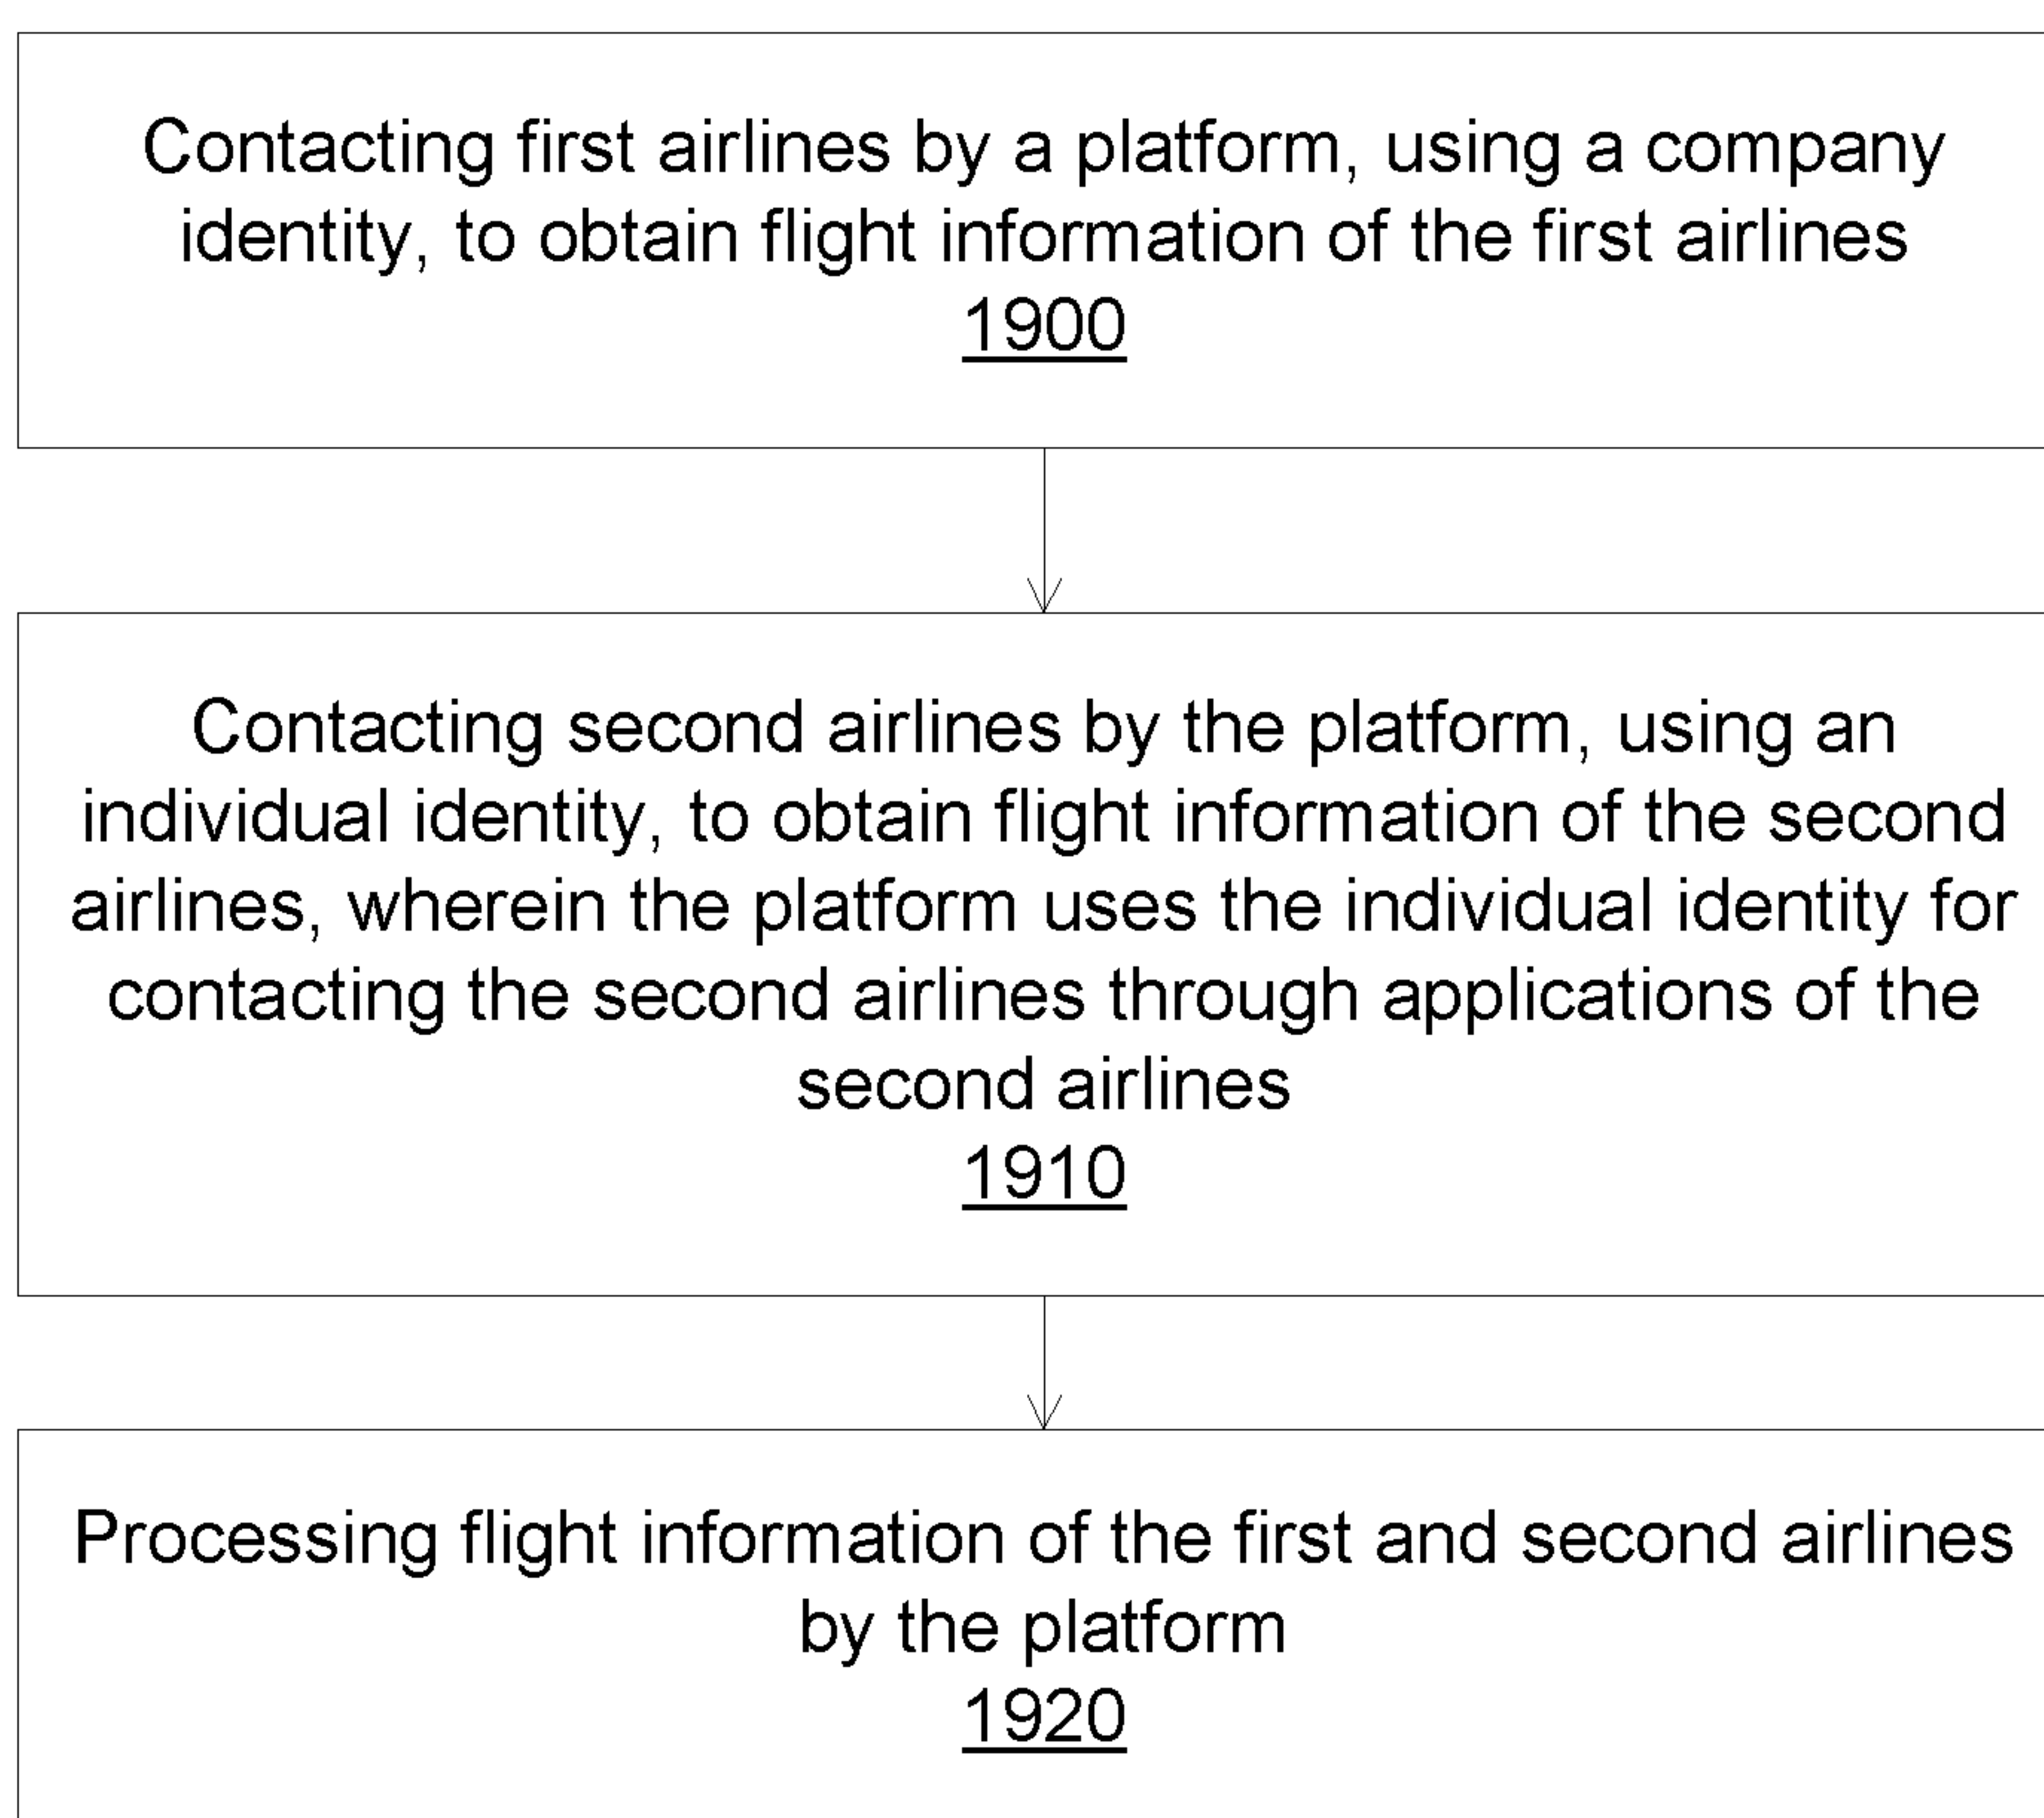 Contacting first airlines by a platform, using a company
identity, to obtain flight information of the first airlines
1900
Contacting second airlines by the platform, using an
individual identity, to obtain flight information of the second
airlines, wherein the platform uses the individual identity for
contacting the second airlines through applications of the
second airlines
1910
Processing flight information of the first and second airlines
by the platform
1920